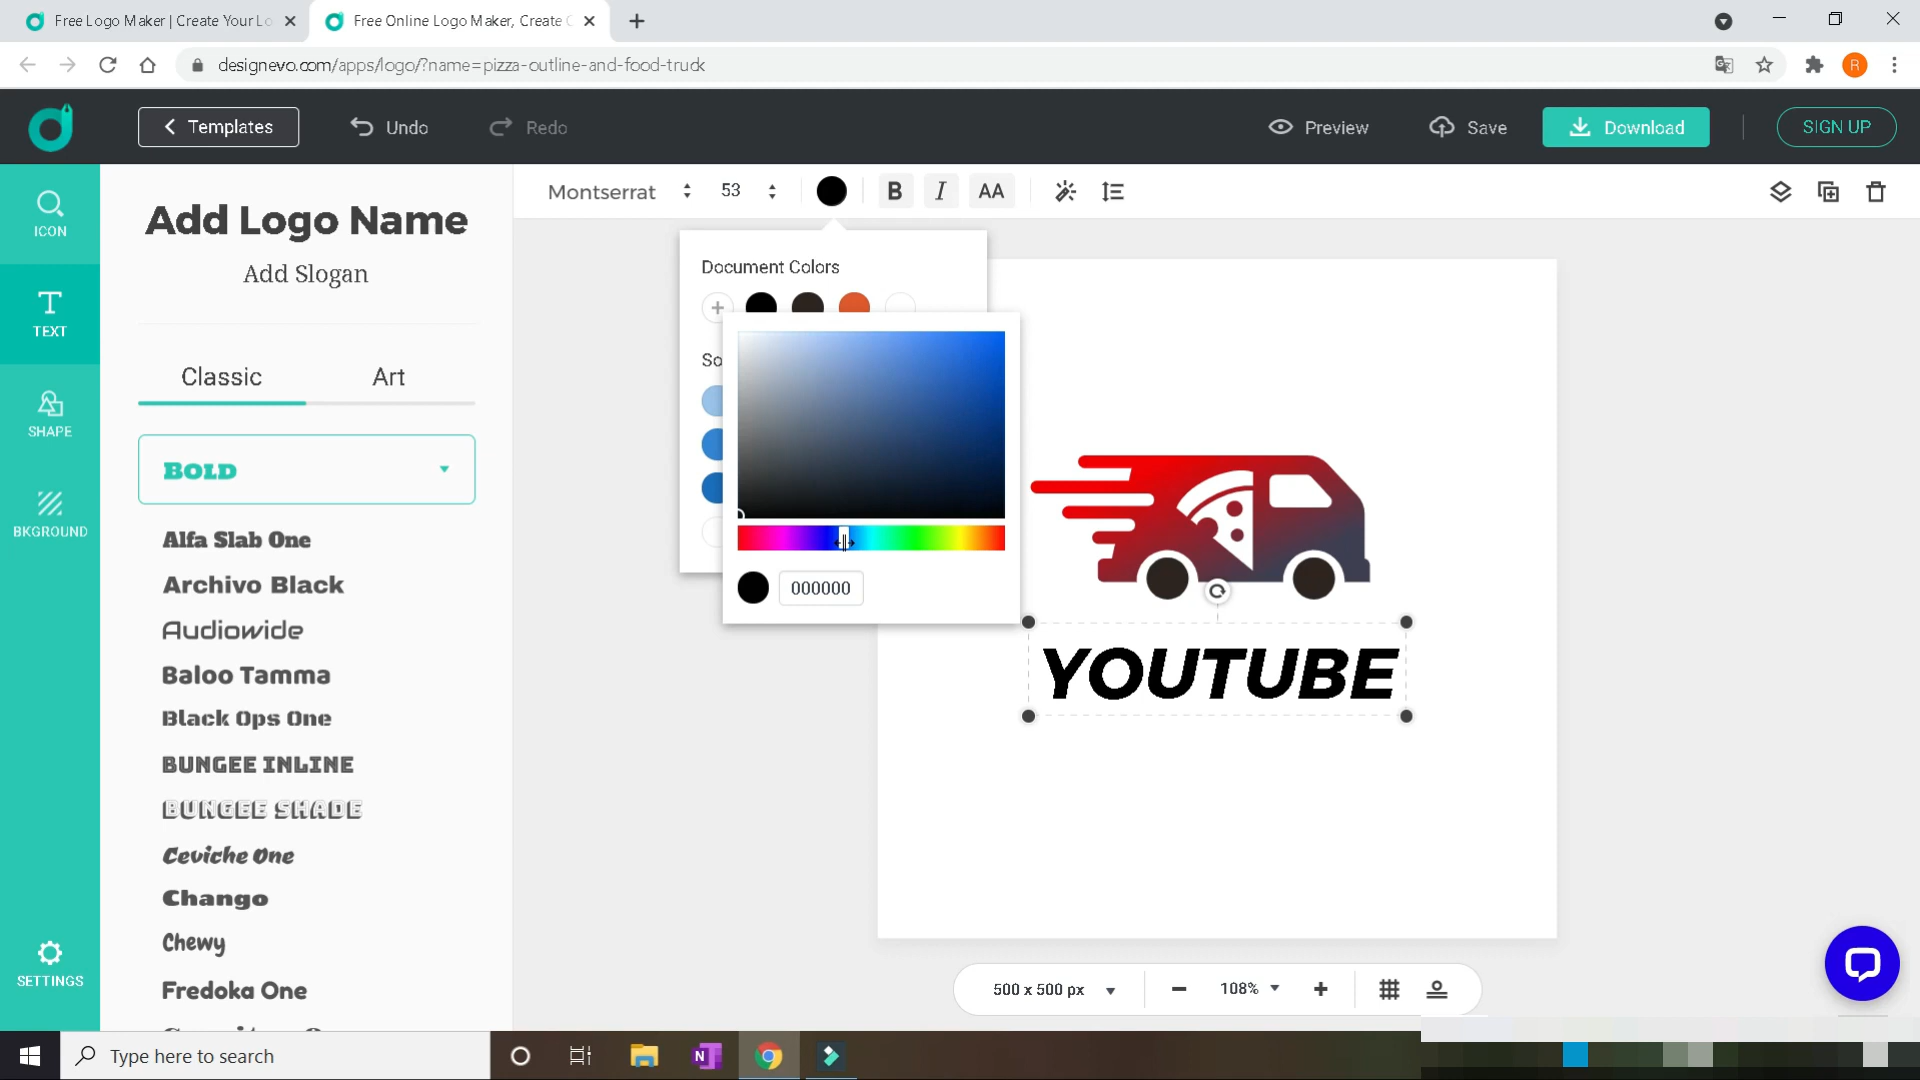 Free Logo Maker | Create Your Lo
Free Online Logo Maker, Create C
designevo.com/apps/logo/?name=pizza-outline-and-food-truck
R
Templates
Undo
Redo
Preview
Save
Download
SIGN UP
ICON
TEXT
SHAPE
BKGROUND
SETTINGS
Add Logo Name
Add Slogan
Classic
Art
BOLD
Alfa Slab One
Archivo Black
Audiowide
Baloo Tamma
Black Ops One
BUNGEE INLINE
BUNGEE SHADE
Ceviche One
Chango
Chewy
Fredoka One
Montserrat
53
B
I
AA
Document Colors
So
000000
YOUTUBE
500 x 500 px
108%
Type here to search